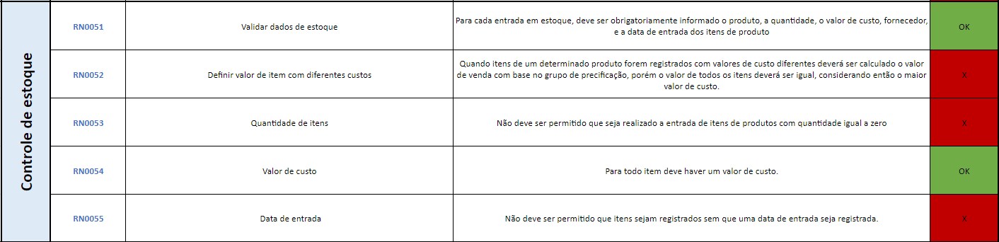 Controle de estoque
RN0051
Validar dados de estoque
Para cada entrada em estoque, deve ser obrigatoriamente informado o produto, a quantidade, o valor de custo, fornecedor,
e a data de entrada dos itens de produto
OK
RN0052
Definir valor de item com diferentes custos
Quando itens de um determinado produto forem registrados com valores de custo diferentes deverá ser calculado o valor
de venda com base no grupo de precificação, porém o valor de todos os itens deverá ser igual, considerando então o maior
valor de custo.
X
RN0053
Quantidade de itens
Não deve ser permitido que seja realizado a entrada de itens de produtos com quantidade igual a zero
X
RN0054
Valor de custo
Para todo item deve haver um valor de custo.
OK
RN0055
Data de entrada
Não deve ser permitido que itens sejam registrados sem que uma data de entrada seja registrada.
X